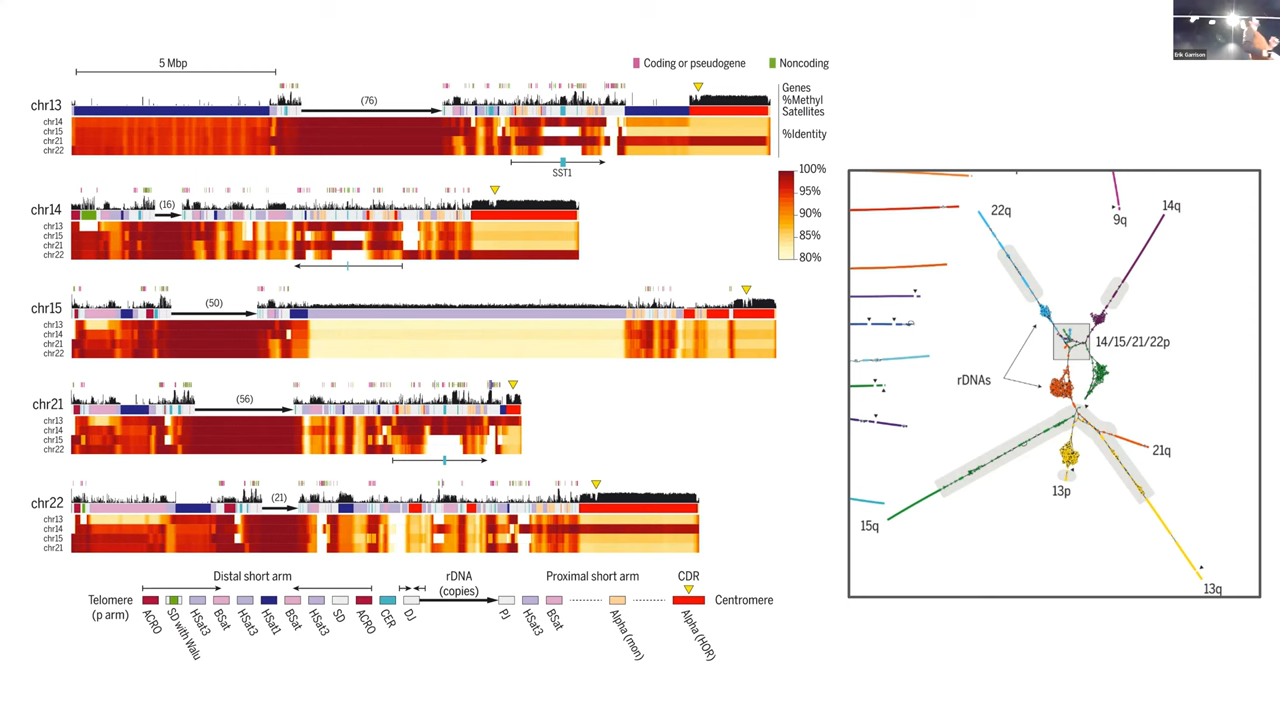 Erik Garrison
5 Mbp
Coding or pseudogene
Noncoding
chr13
(76)
Genes
%Methyl
Satellites
%Identity
chr14
chr15
chr21
chr22
SST1
100%
95%
90%
85%
80%
chr14
(16)
chr13
chr15
chr21
chr22
chr15
(50)
chr13
chr14
chr21
chr22
chr21
(56)
chr13
chr14
chr15
chr22
chr22
(21)
chr13
chr14
chr15
chr21
Distal short arm
rDNA
(copies)
Proximal short arm
CDR
Telomere
(p arm)
Centromere
ACRO
SD with Walu
HSat3
BSat
HSat3
HSat1
BSat
HSat3
SD
ACRO
CER
DJ
PJ
HSat3
BSat
Alpha (mon)
Alpha (HOR)
22q
9q
14q
14/15/21/22p
rDNAs
21q
13p
15q
13q